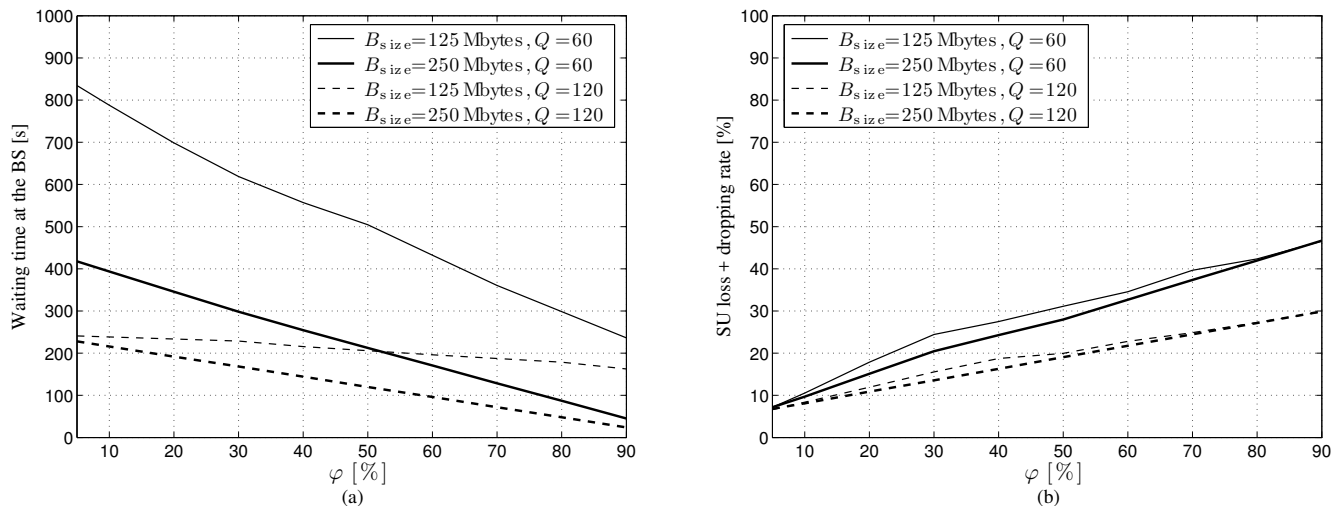 1000
900
800
700
600
500
400
300
200
100
0
10 20 30 40 50 60 70 80 90
Waiting time at the BS [s]
φ [%]
B_size=125 Mbytes, Q=60
B_size=250 Mbytes, Q=60
B_size=125 Mbytes, Q=120
B_size=250 Mbytes, Q=120
(a)
100
90
80
70
60
50
40
30
20
10
0
10 20 30 40 50 60 70 80 90
SU loss + dropping rate [%]
φ [%]
B_size=125 Mbytes, Q=60
B_size=250 Mbytes, Q=60
B_size=125 Mbytes, Q=120
B_size=250 Mbytes, Q=120
(b)